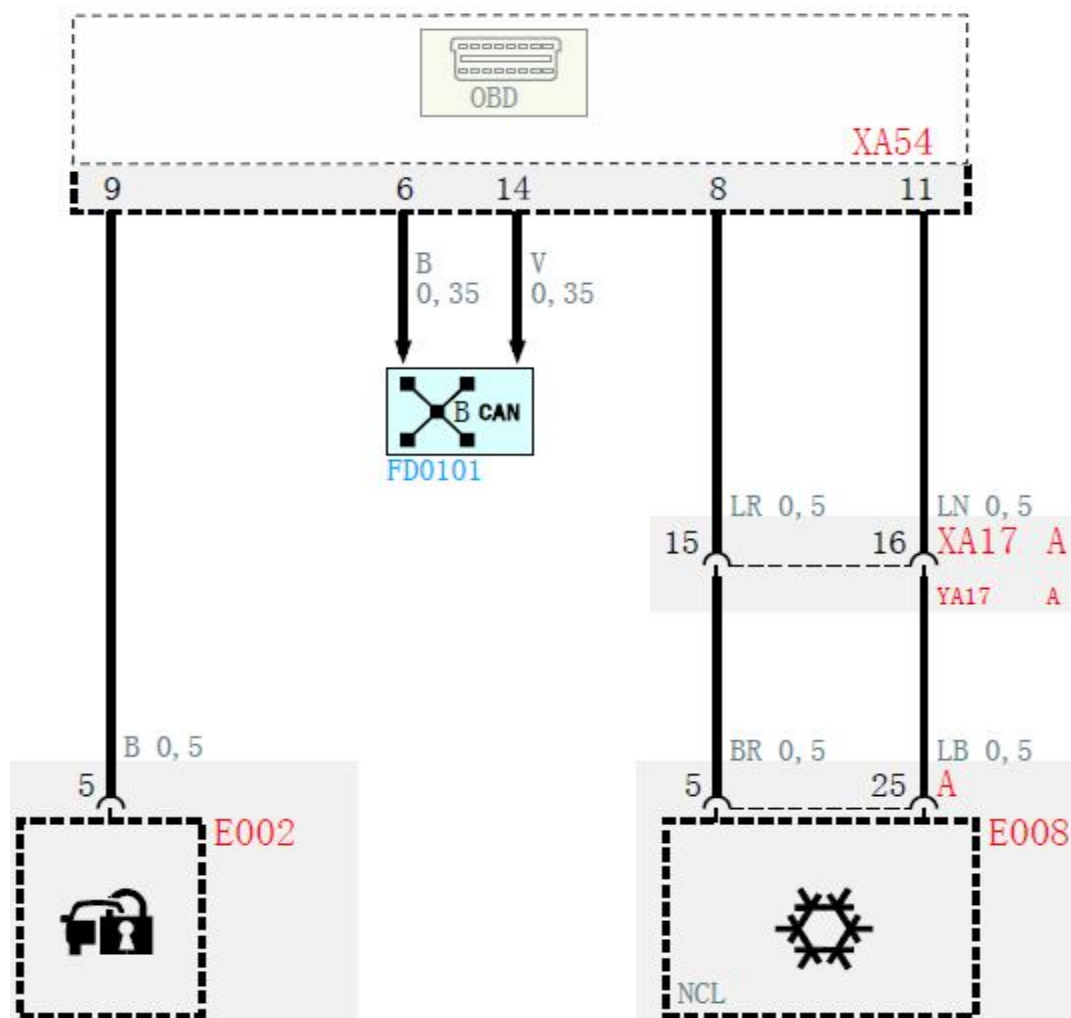 OBD
XA54
9 6 14 8 11
B V
0,35 0,35
B CAN
FD0101
LR 0,5 LN 0,5
15 16 XA17 A
YA17 A
B 0,5 BR 0,5 LB 0,5
5 5 25 A
E002 E008
NCL